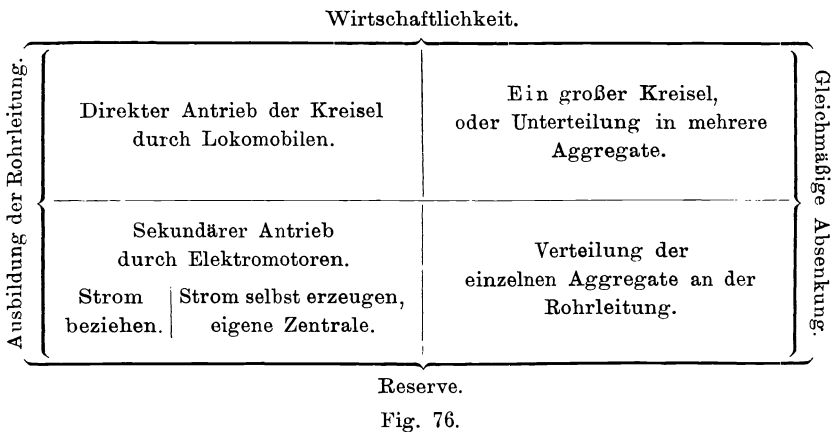 Wirtschaftlichkeit.
Ausbildung der Rohrleitung.
Direkter Antrieb der Kreisel
durch Lokomobilen.
Ein großer Kreisel,
oder Unterteilung in mehrere
Aggregate.
Gleichmäßige Absenkung.
Sekundärer Antrieb
durch Elektromotoren.
Strom
beziehen.
Strom selbst erzeugen,
eigene Zentrale.
Verteilung der
einzelnen Aggregate an der
Rohrleitung.
Reserve.
Fig. 76.